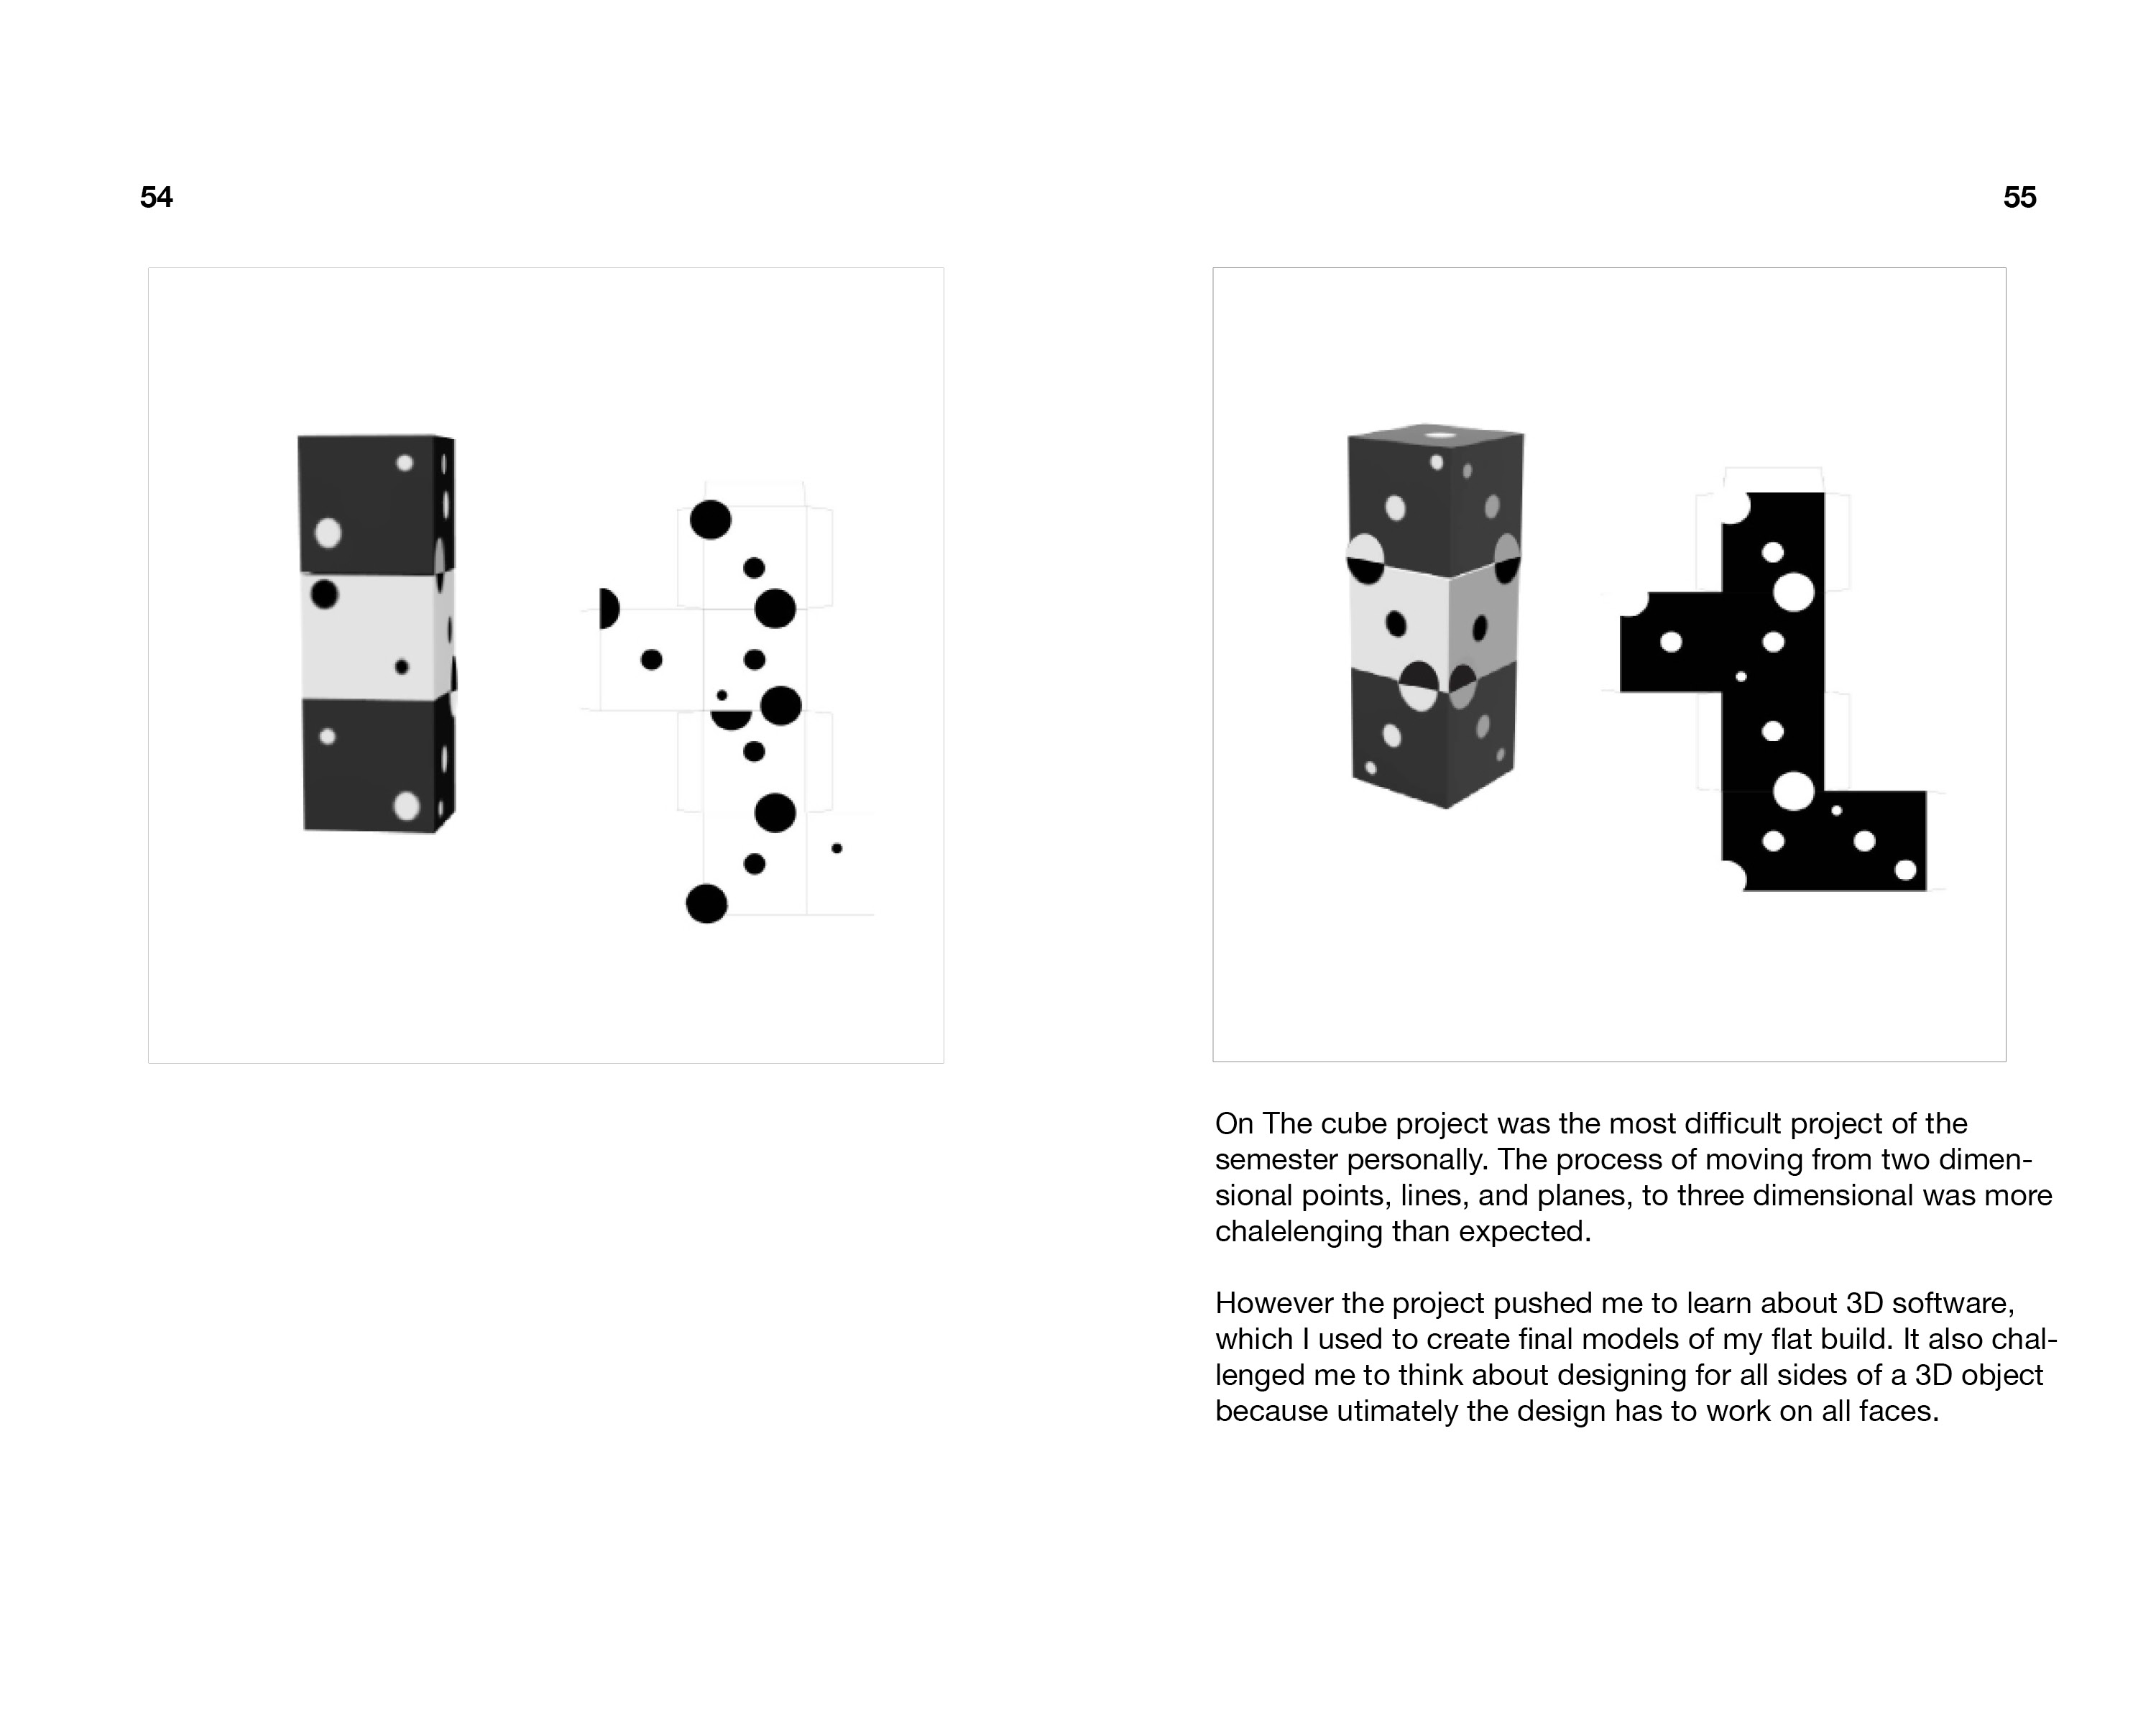 54
55
On The cube project was the most difficult project of the
semester personally. The process of moving from two dimen-
sional points, lines, and planes, to three dimensional was more
chalelenging than expected.
However the project pushed me to learn about 3D software,
which I used to create final models of my flat build. It also chal-
lenged me to think about designing for all sides of a 3D object
because utimately the design has to work on all faces.